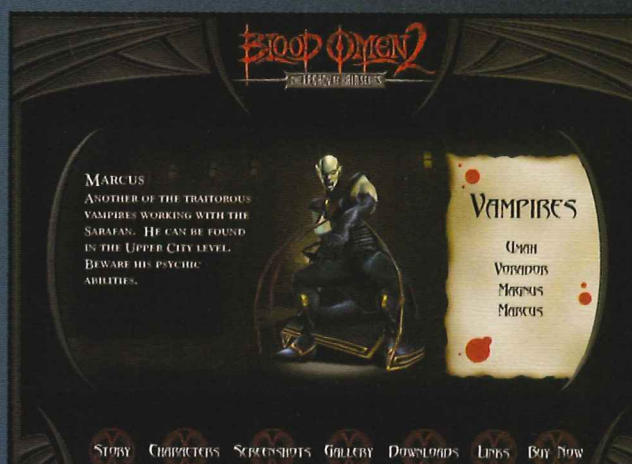 BLOOD OMEN 2
THE LEGACY OF KAIN SERIES
MARCUS
ANOTHER OF THE TRAITOROUS
VAMPIRES WORKING WITH THE
SARAFAN. HE CAN BE FOUND
IN THE UPPER CITY LEVEL.
BEWARE HIS PSYCHIC
ABILITIES.
VAMPIRES
UMAH
VORADOR
MAGNUS
MARCUS
STORY CHARACTERS SCREENSHOTS GALLERY DOWNLOADS LINKS BUY NOW